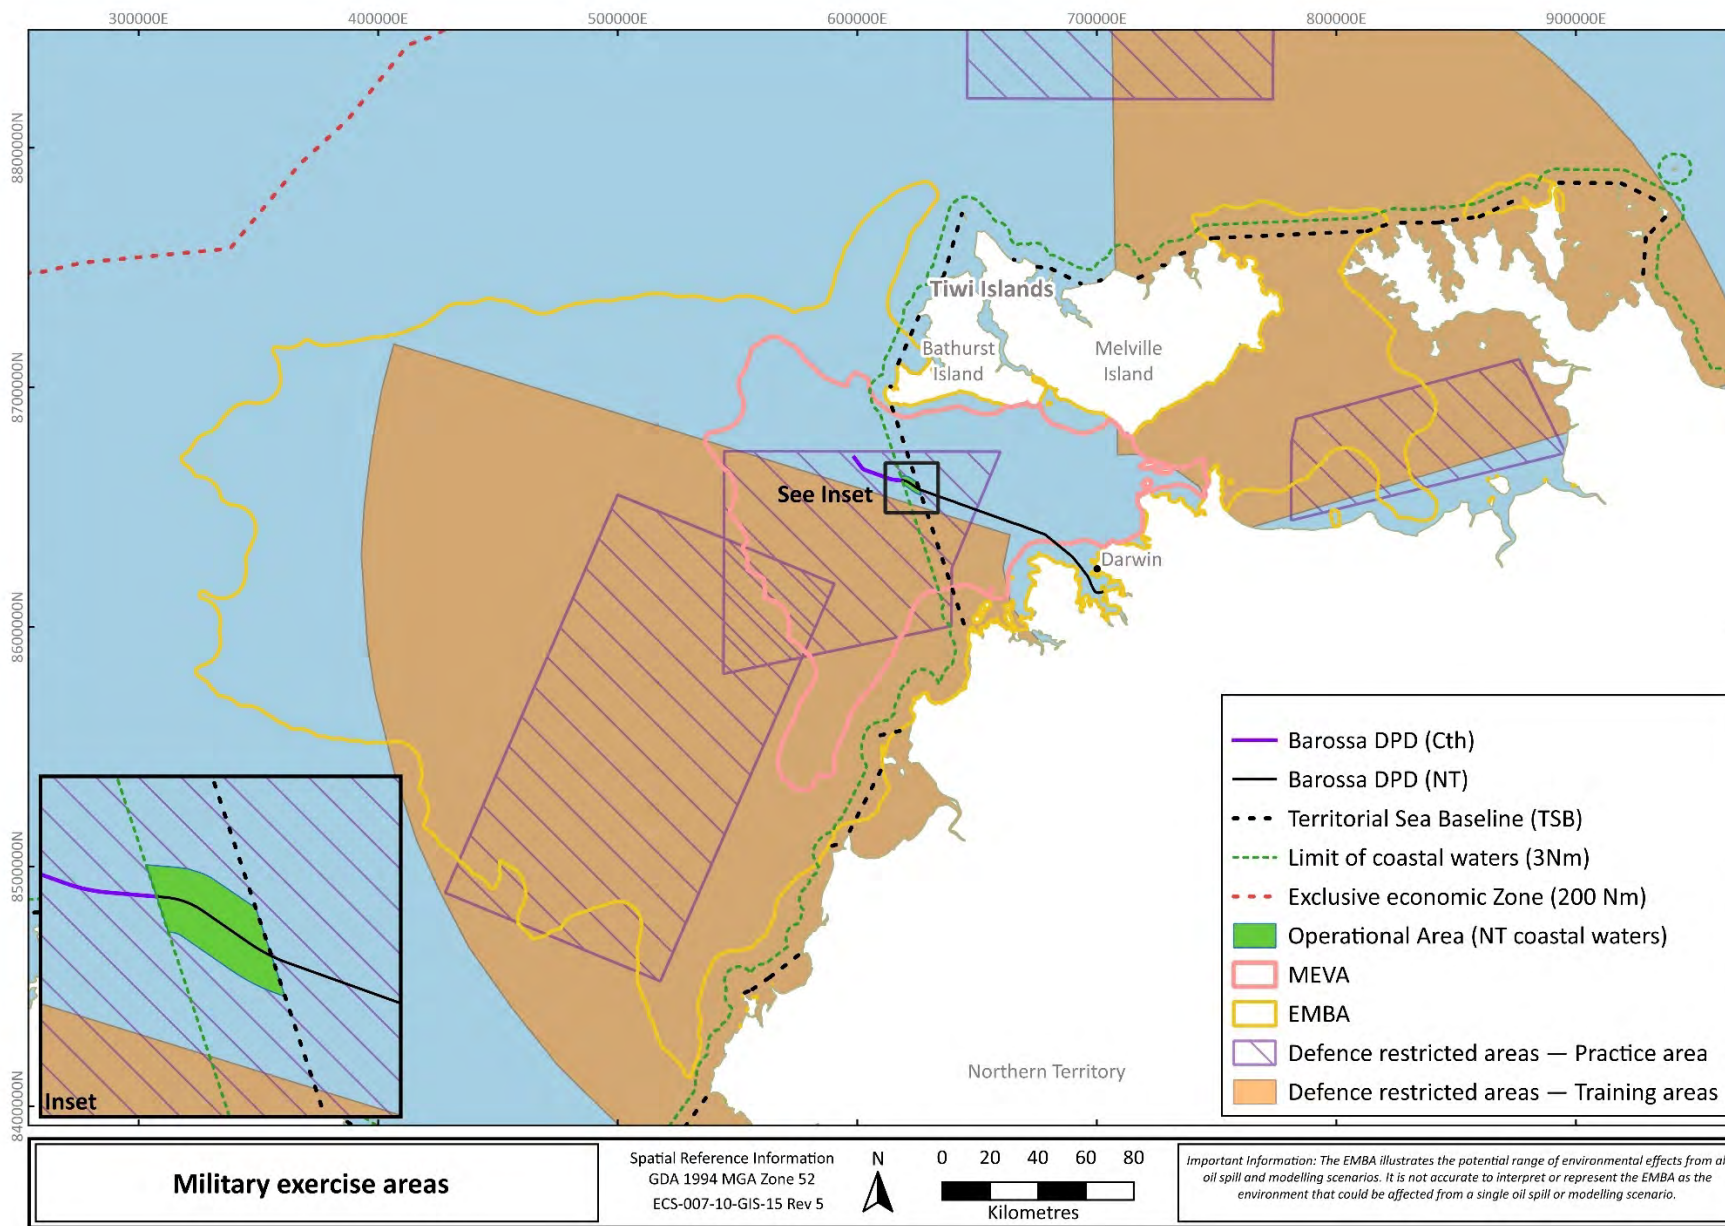 300000E 400000E 500000E 600000E 700000E 800000E 900000E
8800000N
8700000N
8600000N
8500000N
8400000N
Tiwi Islands
Bathurst
Island
Melville
Island
See Inset
Darwin
Northern Territory
Inset
Barossa DPD (Cth)
Barossa DPD (NT)
Territorial Sea Baseline (TSB)
Limit of coastal waters (3Nm)
Exclusive economic Zone (200 Nm)
Operational Area (NT coastal waters)
MEVA
EMBA
Defence restricted areas — Practice area
Defence restricted areas — Training areas
Military exercise areas
Spatial Reference Information
GDA 1994 MGA Zone 52
ECS-007-10-GIS-15 Rev 5
N
0 20 40 60 80
Kilometres
Important Information: The EMBA illustrates the potential range of environmental effects from al
oil spill and modelling scenarios. It is not accurate to interpret or represent the EMBA as the
environment that could be affected from a single oil spill or modelling scenario.